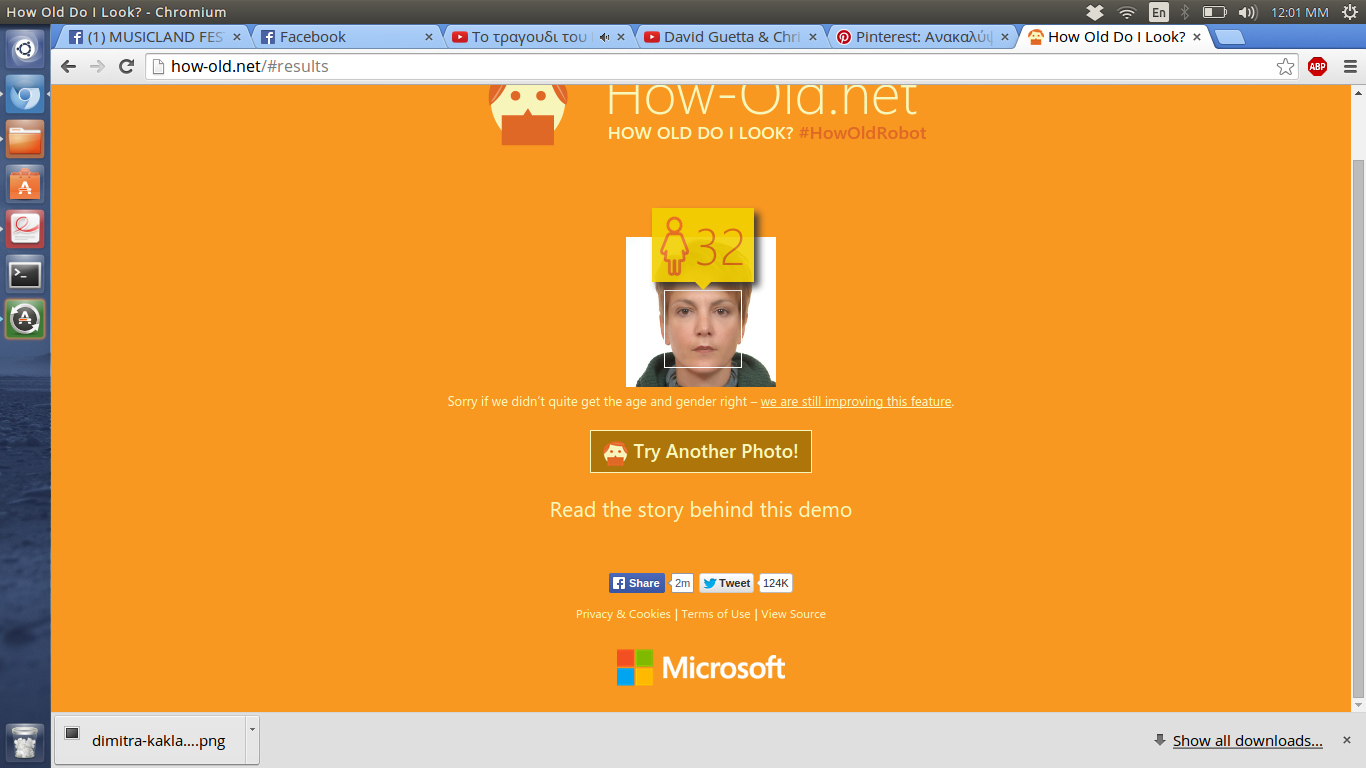 How Old Do I Look? - Chromium
En
12:01 ΜΜ
(1) MUSICLAND FES
Facebook
Το τραγουδι του
David Guetta & Chri
Pinterest: Ανακαλύψ
How Old Do I Look?
how-old.net/#results
ABP
How-Old.net
HOW OLD DO I LOOK? #HowOldRobot
32
Sorry if we didn't quite get the age and gender right – we are still improving this feature.
Try Another Photo!
Read the story behind this demo
Share
2m
Tweet
124K
Privacy & Cookies | Terms of Use | View Source
Microsoft
dimitra-kakla....png
Show all downloads...